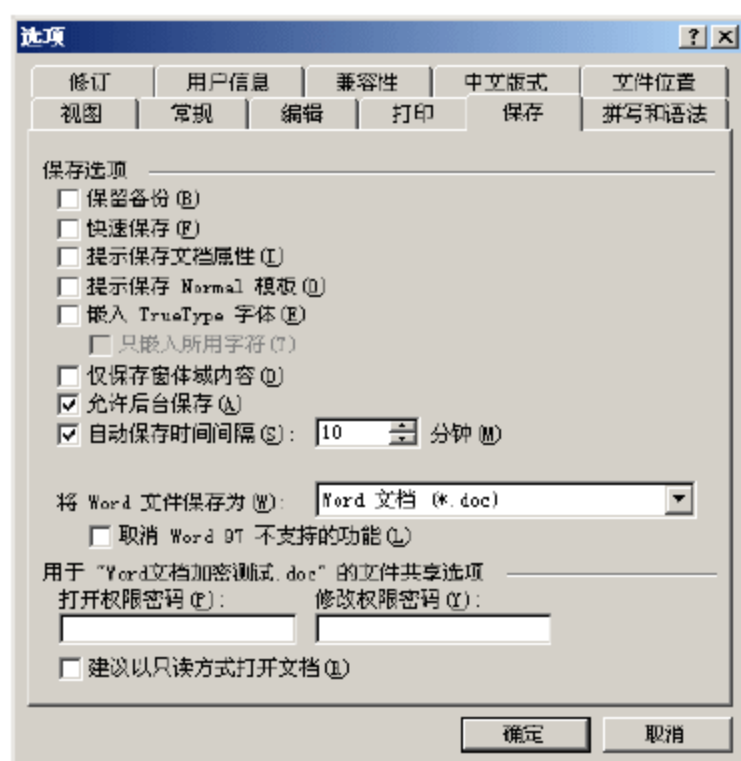 选项
修订 用户信息 兼容性 中文版式 文件位置
视图 常规 编辑 打印 保存 拼写和语法
保存选项
保留备份(B)
快速保存(F)
提示保存文档属性(I)
提示保存 Normal 模板(O)
嵌入 TrueType 字体(E)
只嵌入所用字符(T)
仅保存窗体域内容(D)
允许后台保存(A)
自动保存时间间隔(S): 10 分钟(M)
将 Word 文件保存为(W): Word 文档 (*.doc)
取消 Word 97 不支持的功能(L)
用于 "Word文档加密测试.doc" 的文件共享选项
打开权限密码(P): 修改权限密码(Y):
建议以只读方式打开文档(R)
确定 取消